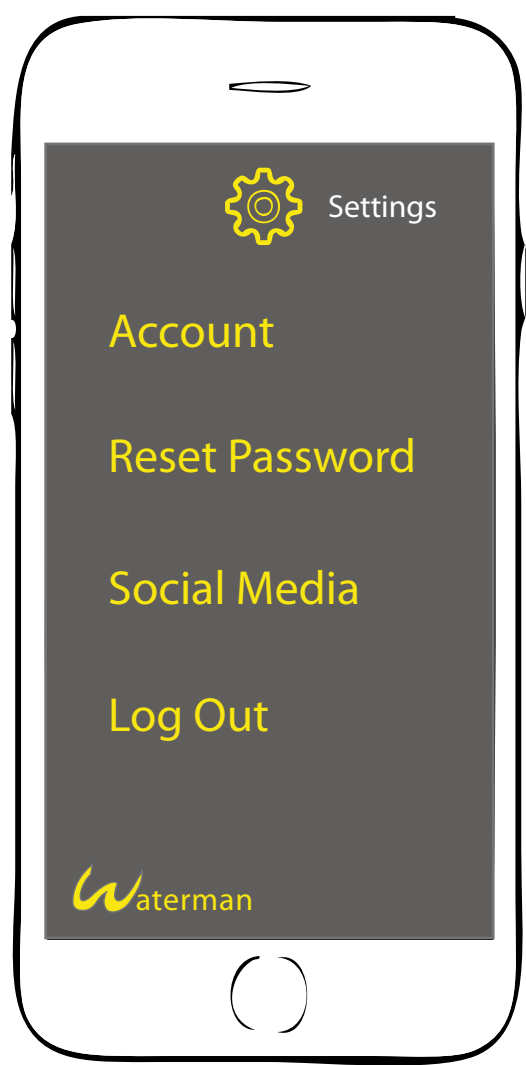 Settings
Account
Reset Password
Social Media
Log Out
Waterman